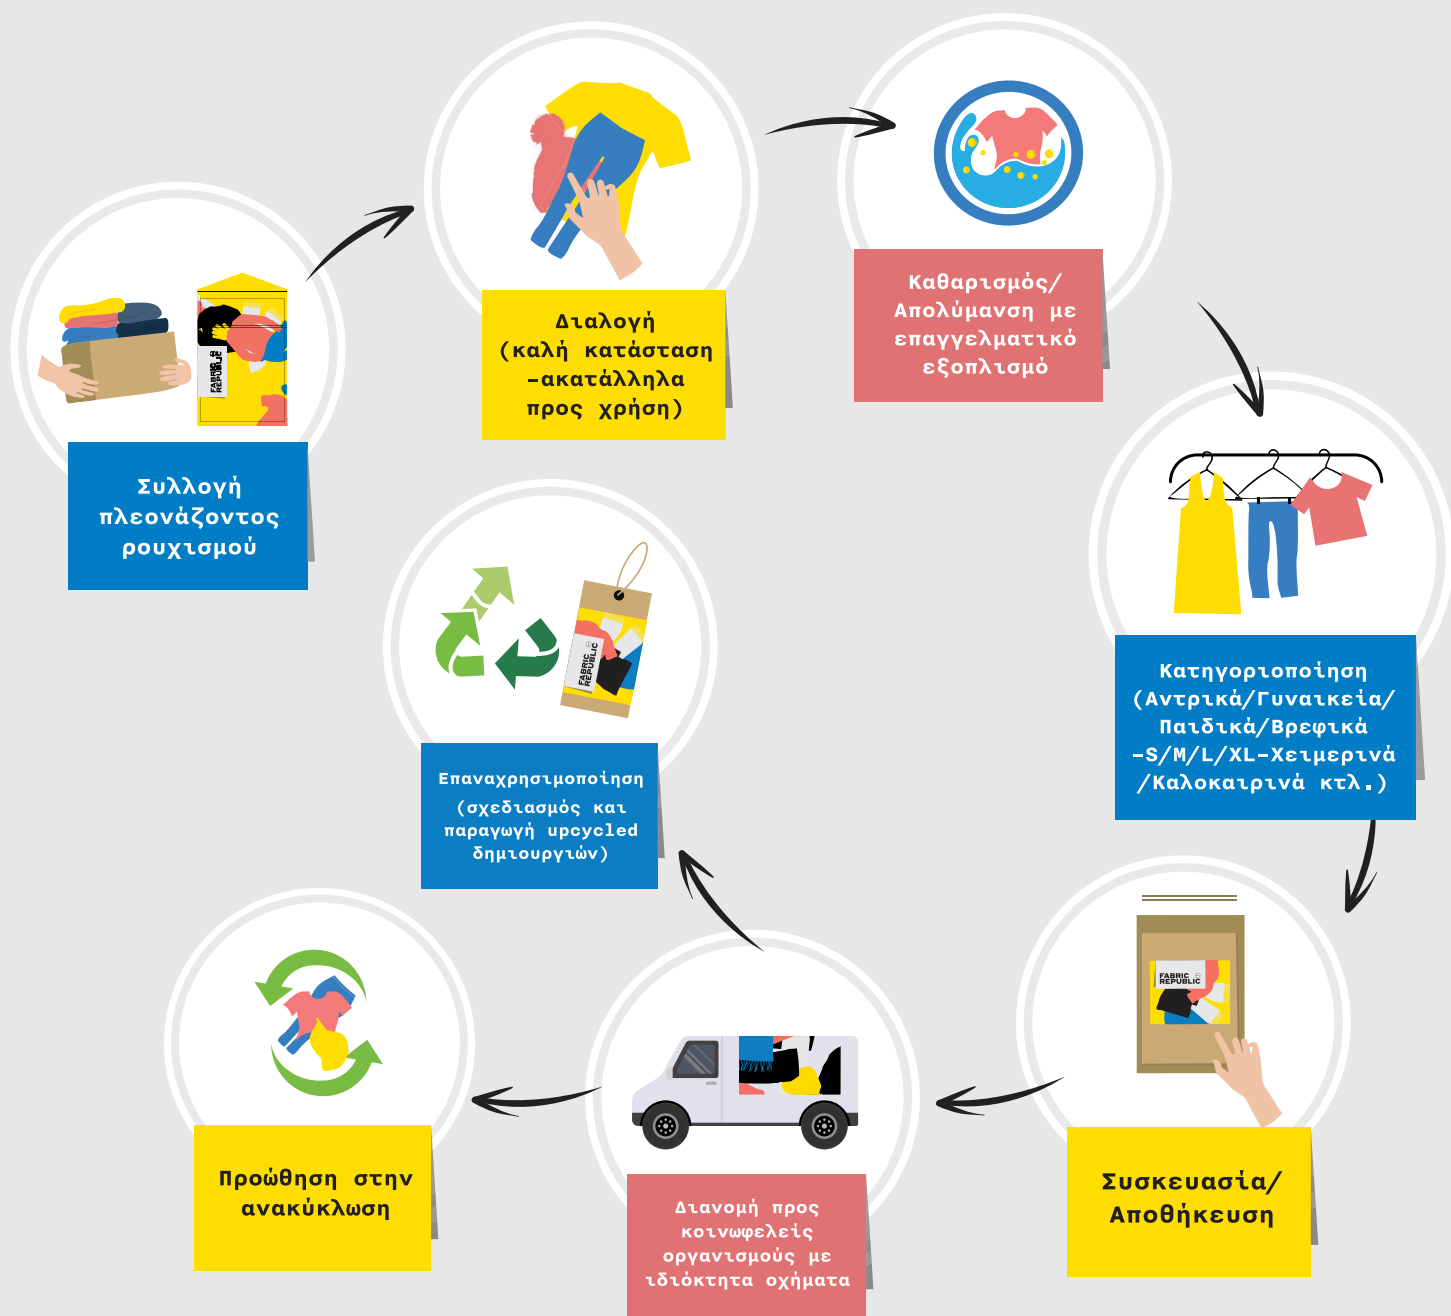 Συλλογή
πλεονάζοντος
ρουχισμού
FABRIC
REPUBLIC
Διαλογή
(καλή κατάσταση
-ακατάλληλα
προς χρήση)
Καθαρισμός/
Απολύμανση με
επαγγελματικό
εξοπλισμό
Κατηγοριοποίηση
(Αντρικά/Γυναικεία/
Παιδικά/Βρεφικά
-S/M/L/XL-Χειμερινά
/Καλοκαιρινά κτλ.)
FABRIC
REPUBLIC
Συσκευασία/
Αποθήκευση
Διανομή προς
κοινωφελείς
οργανισμούς με
ιδιόκτητα οχήματα
FABRIC
REPUBLIC
Επαναχρησιμοποίηση
(σχεδιασμός και
παραγωγή upcycled
δημιουργιών)
Προώθηση στην
ανακύκλωση